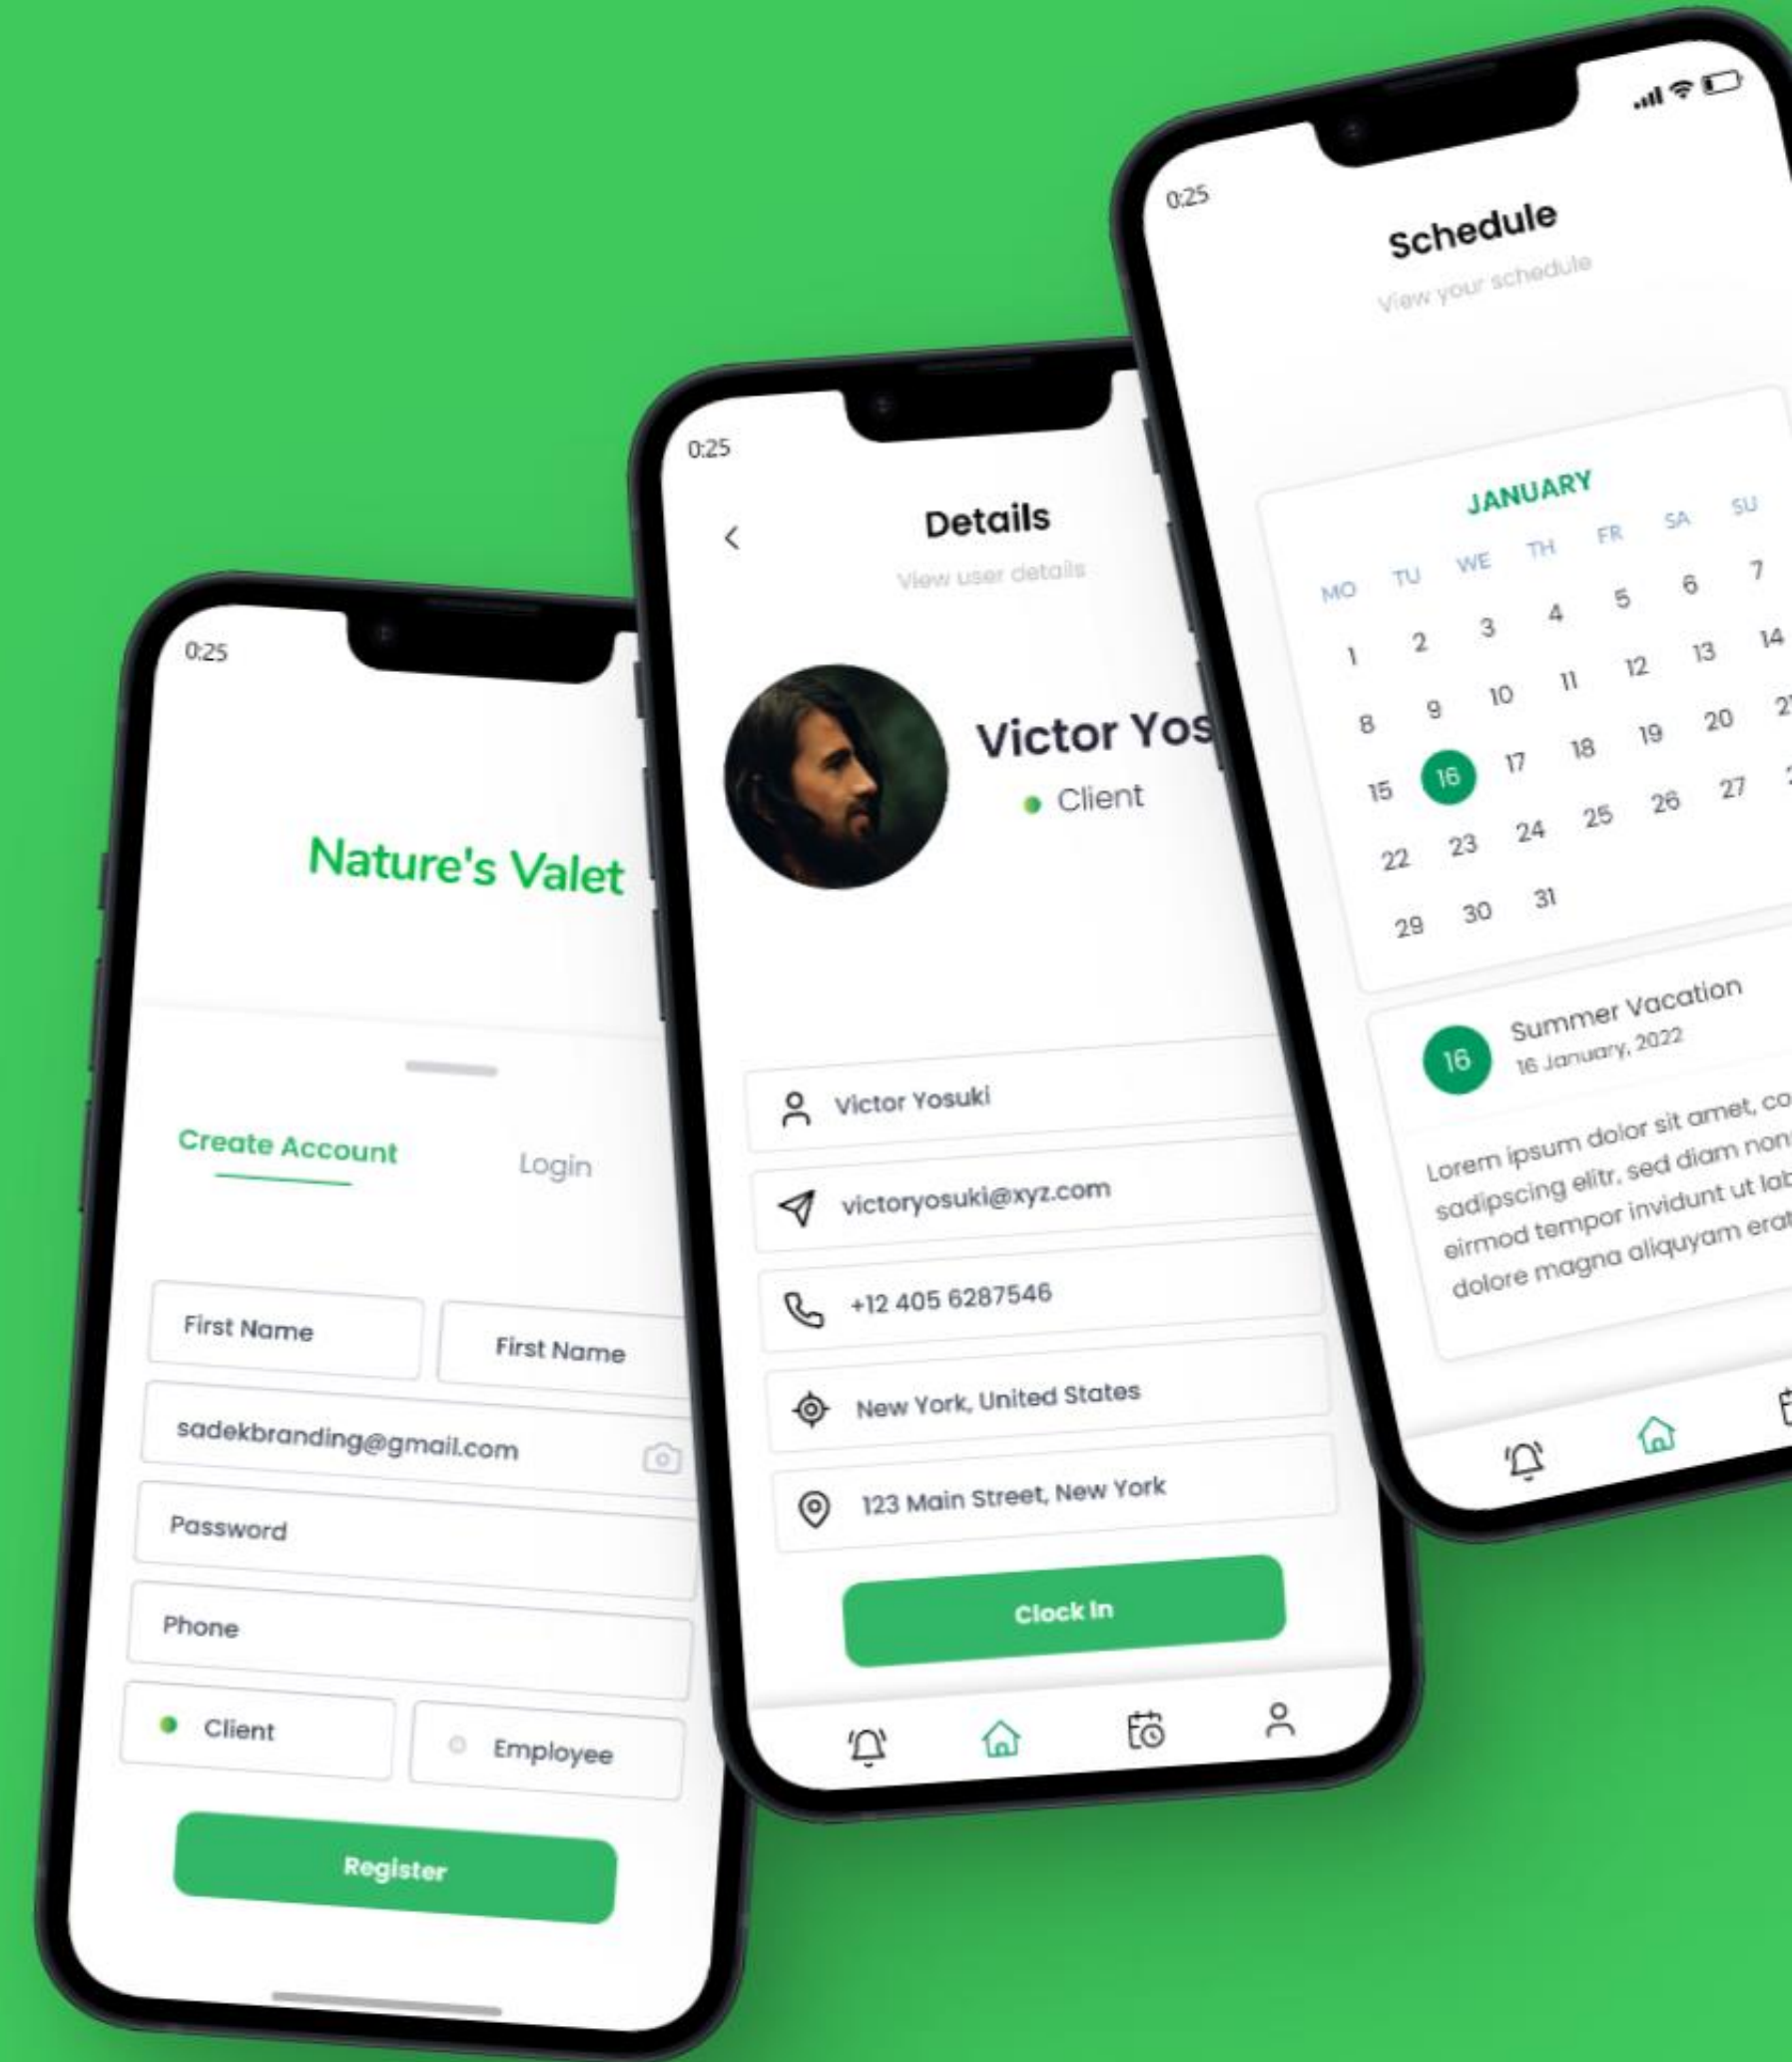 0:25
Nature's Valet
Create Account
Login
First Name
First Name
sadekbranding@gmail.com
Password
Phone
Client
Employee
Register
0:25
Details
View user details
Victor Yos
Client
Victor Yosuki
victoryosuki@xyz.com
+12 405 6287546
New York, United States
123 Main Street, New York
Clock In
0:25
Schedule
View your schedule
JANUARY
MO TU WE TH FR SA SU
1 2 3 4 5 6 7
8 9 10 11 12 13 14
15 16 17 18 19 20
22 23 24 25 26 27
29 30 31
16
Summer Vacation
16 January, 2022
Lorem ipsum dolor sit amet, co
sadipscing elitr, sed diam non
eirmod tempor invidunt ut lab
dolore magna aliquyam erat